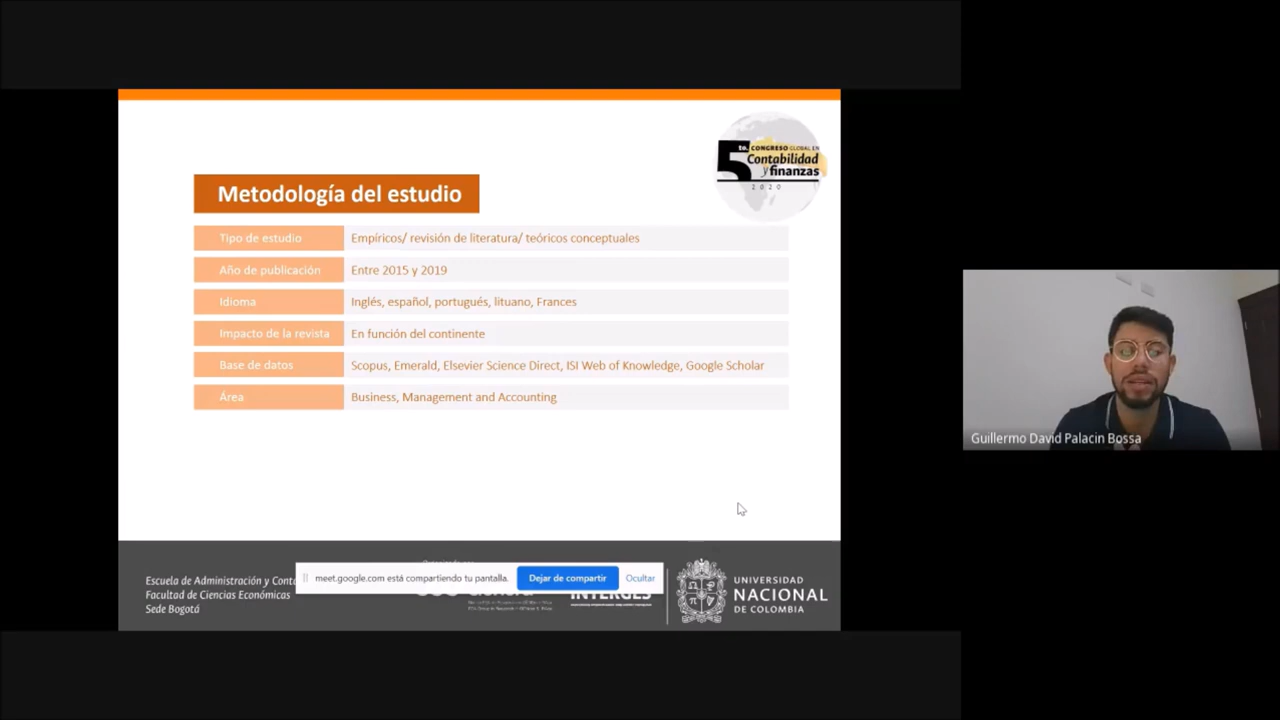 5to. CONGRESO GLOBAL EN
Contabilidad
y finanzas
2020
Metodología del estudio
Tipo de estudio Empíricos/ revisión de literatura/ teóricos conceptuales
Año de publicación Entre 2015 y 2019
Idioma Inglés, español, portugués, lituano, Frances
Impacto de la revista En función del continente
Base de datos Scopus, Emerald, Elsevier Science Direct, ISI Web of Knowledge, Google Scholar
Área Business, Management and Accounting
Guillermo David Palacin Bossa
Escuela de Administración y
Facultad de Ciencias Económicas
Sede Bogotá
meet.google.com está compartiendo tu pantalla. Dejar de compartir Ocultar
INTERGES
UNIVERSIDAD
NACIONAL
DE COLOMBIA